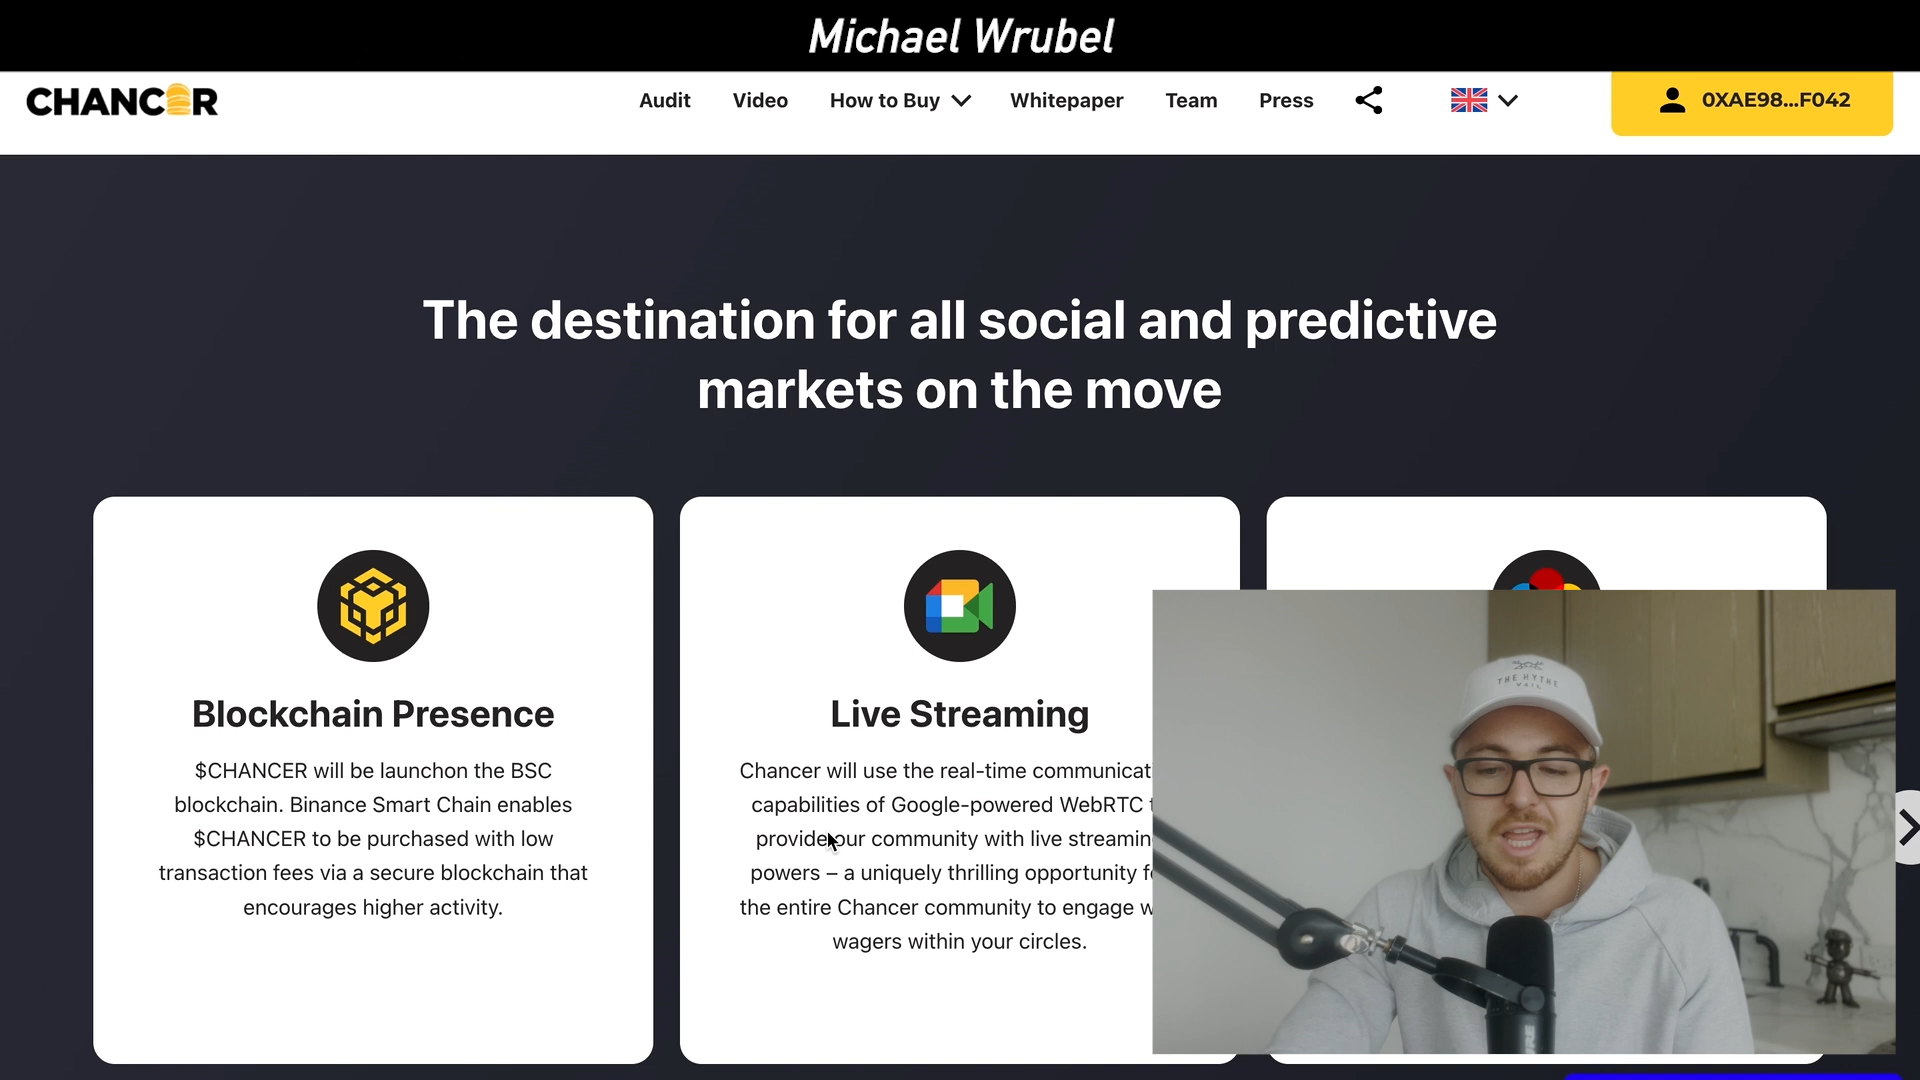 Michael Wrubel
CHANCER
Audit
Video
How to Buy
Whitepaper
Team
Press
0XAE98...F042
The destination for all social and predictive
markets on the move
Blockchain Presence
$CHANCER will be launchon the BSC
blockchain. Binance Smart Chain enables
$CHANCER to be purchased with low
transaction fees via a secure blockchain that
encourages higher activity.
Live Streaming
Chancer will use the real-time communicat
capabilities of Google-powered WebRTC
provide our community with live streamin
powers – a uniquely thrilling opportunity f
the entire Chancer community to engage w
wagers within your circles.
THE HYTHE
VAIL